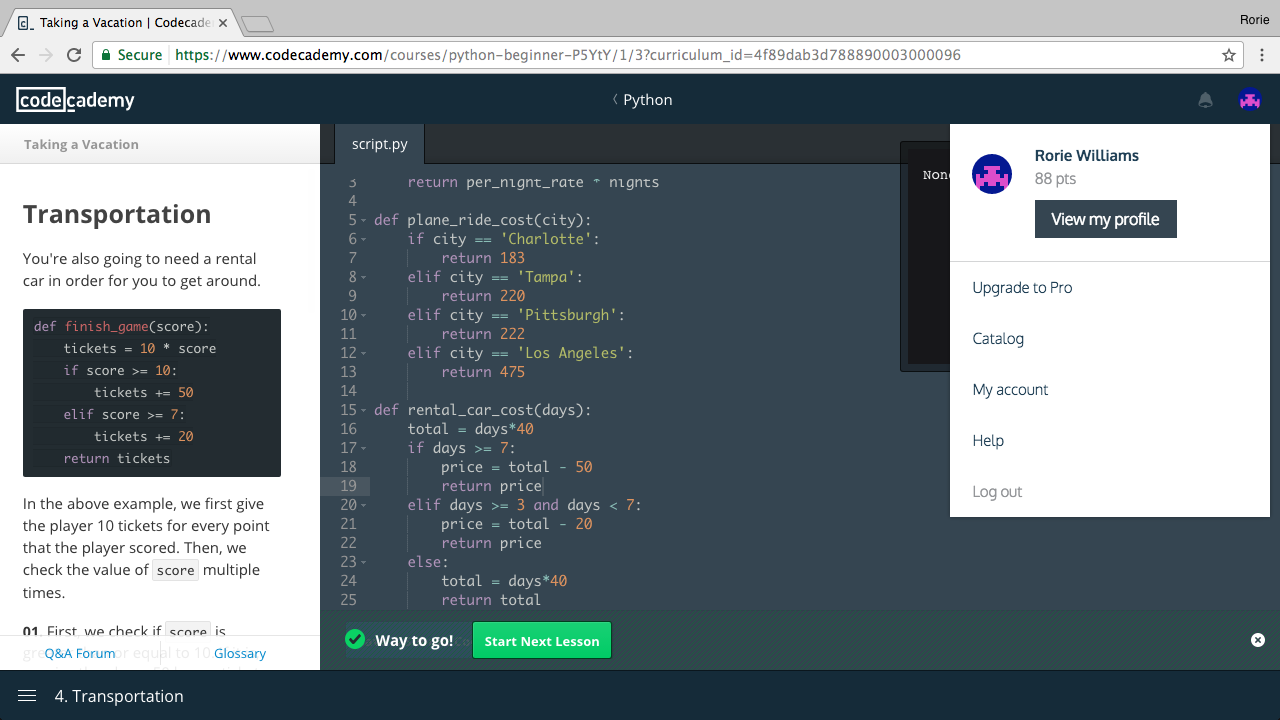 Taking a Vacation | Codecade
Rorie
Secure https://www.codecademy.com/courses/python-beginner-P5YtY/1/3?curriculum_id=4f89dab3d788890003000096
codecademy
Python
Taking a Vacation
Transportation
You're also going to need a rental
car in order for you to get around.
def finish_game(score):
tickets = 10 * score
if score >= 10:
tickets += 50
elif score >= 7:
tickets += 20
return tickets
In the above example, we first give
the player 10 tickets for every point
that the player scored. Then, we
check the value of score multiple
times.
01. First, we check if score is
Q&A Forum Glossary
script.py
3 return per_night_rate * nights
4
5 def plane_ride_cost(city):
6 if city == 'Charlotte':
7 return 183
8 elif city == 'Tampa':
9 return 220
10 elif city == 'Pittsburgh':
11 return 222
12 elif city == 'Los Angeles':
13 return 475
14
15 def rental_car_cost(days):
16 total = days*40
17 if days >= 7:
18 price = total - 50
19 return price
20 elif days >= 3 and days < 7:
21 price = total - 20
22 return price
23 else:
24 total = days*40
25 return total
Way to go! Start Next Lesson
Rorie Williams
88 pts
View my profile
Upgrade to Pro
Catalog
My account
Help
Log out
4. Transportation